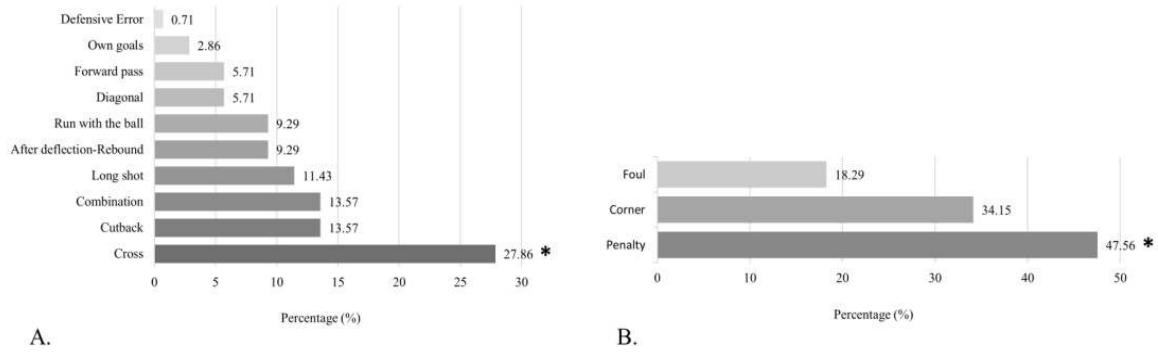 Defensive Error 0.71
Own goals 2.86
Forward pass 5.71
Diagonal 5.71
Run with the ball 9.29
After deflection-Rebound 9.29
Long shot 11.43
Combination 13.57
Cutback 13.57
Cross 27.86 *
0 5 10 15 20 25 30
Percentage (%)
A.
Foul 18.29
Corner 34.15
Penalty 47.56 *
0 10 20 30 40 50
Percentage (%)
B.